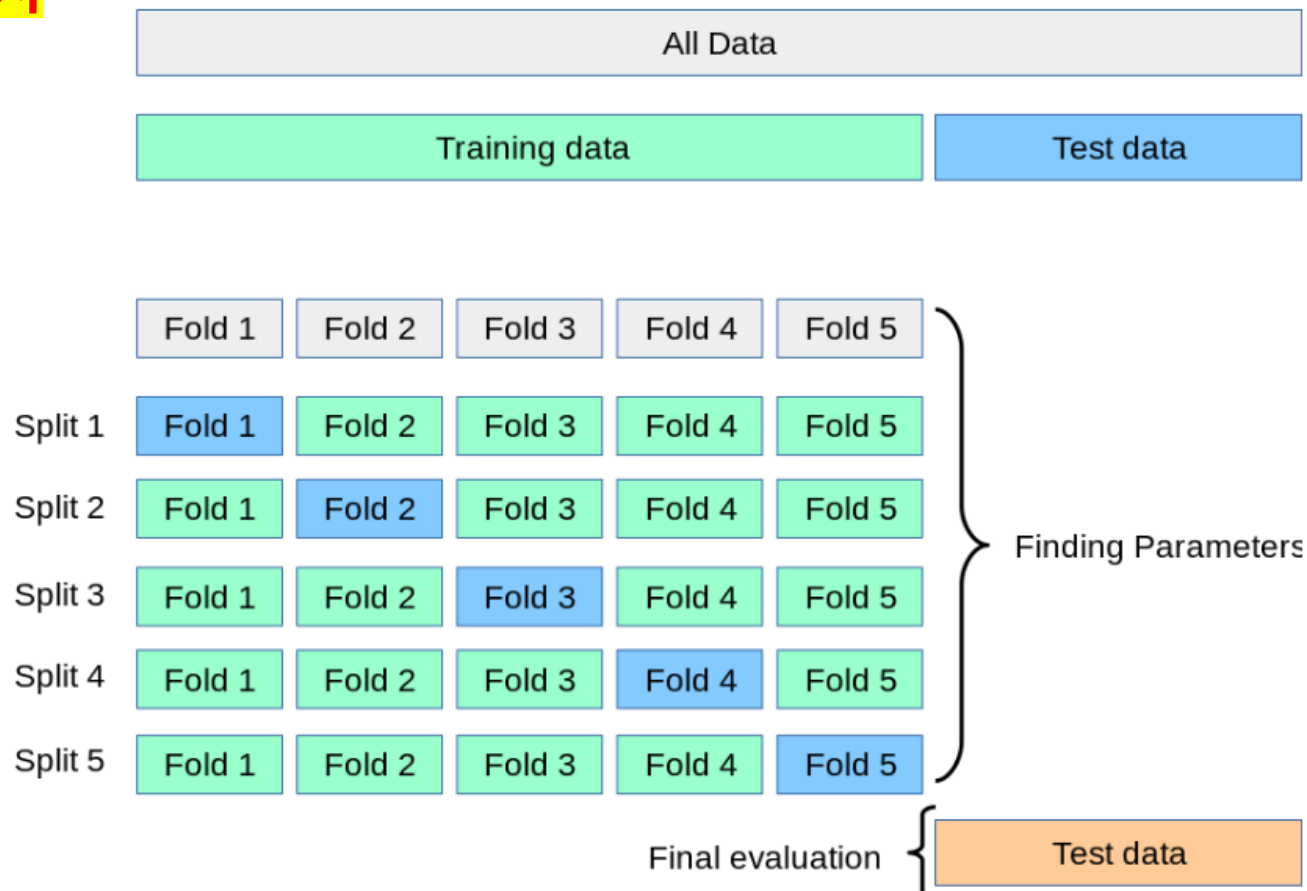 All Data
Training data Test data
Fold 1 Fold 2 Fold 3 Fold 4 Fold 5
Split 1 Fold 1 Fold 2 Fold 3 Fold 4 Fold 5
Split 2 Fold 1 Fold 2 Fold 3 Fold 4 Fold 5
Finding Parameters
Split 3 Fold 1 Fold 2 Fold 3 Fold 4 Fold 5
Split 4 Fold 1 Fold 2 Fold 3 Fold 4 Fold 5
Split 5 Fold 1 Fold 2 Fold 3 Fold 4 Fold 5
Final evaluation Test data